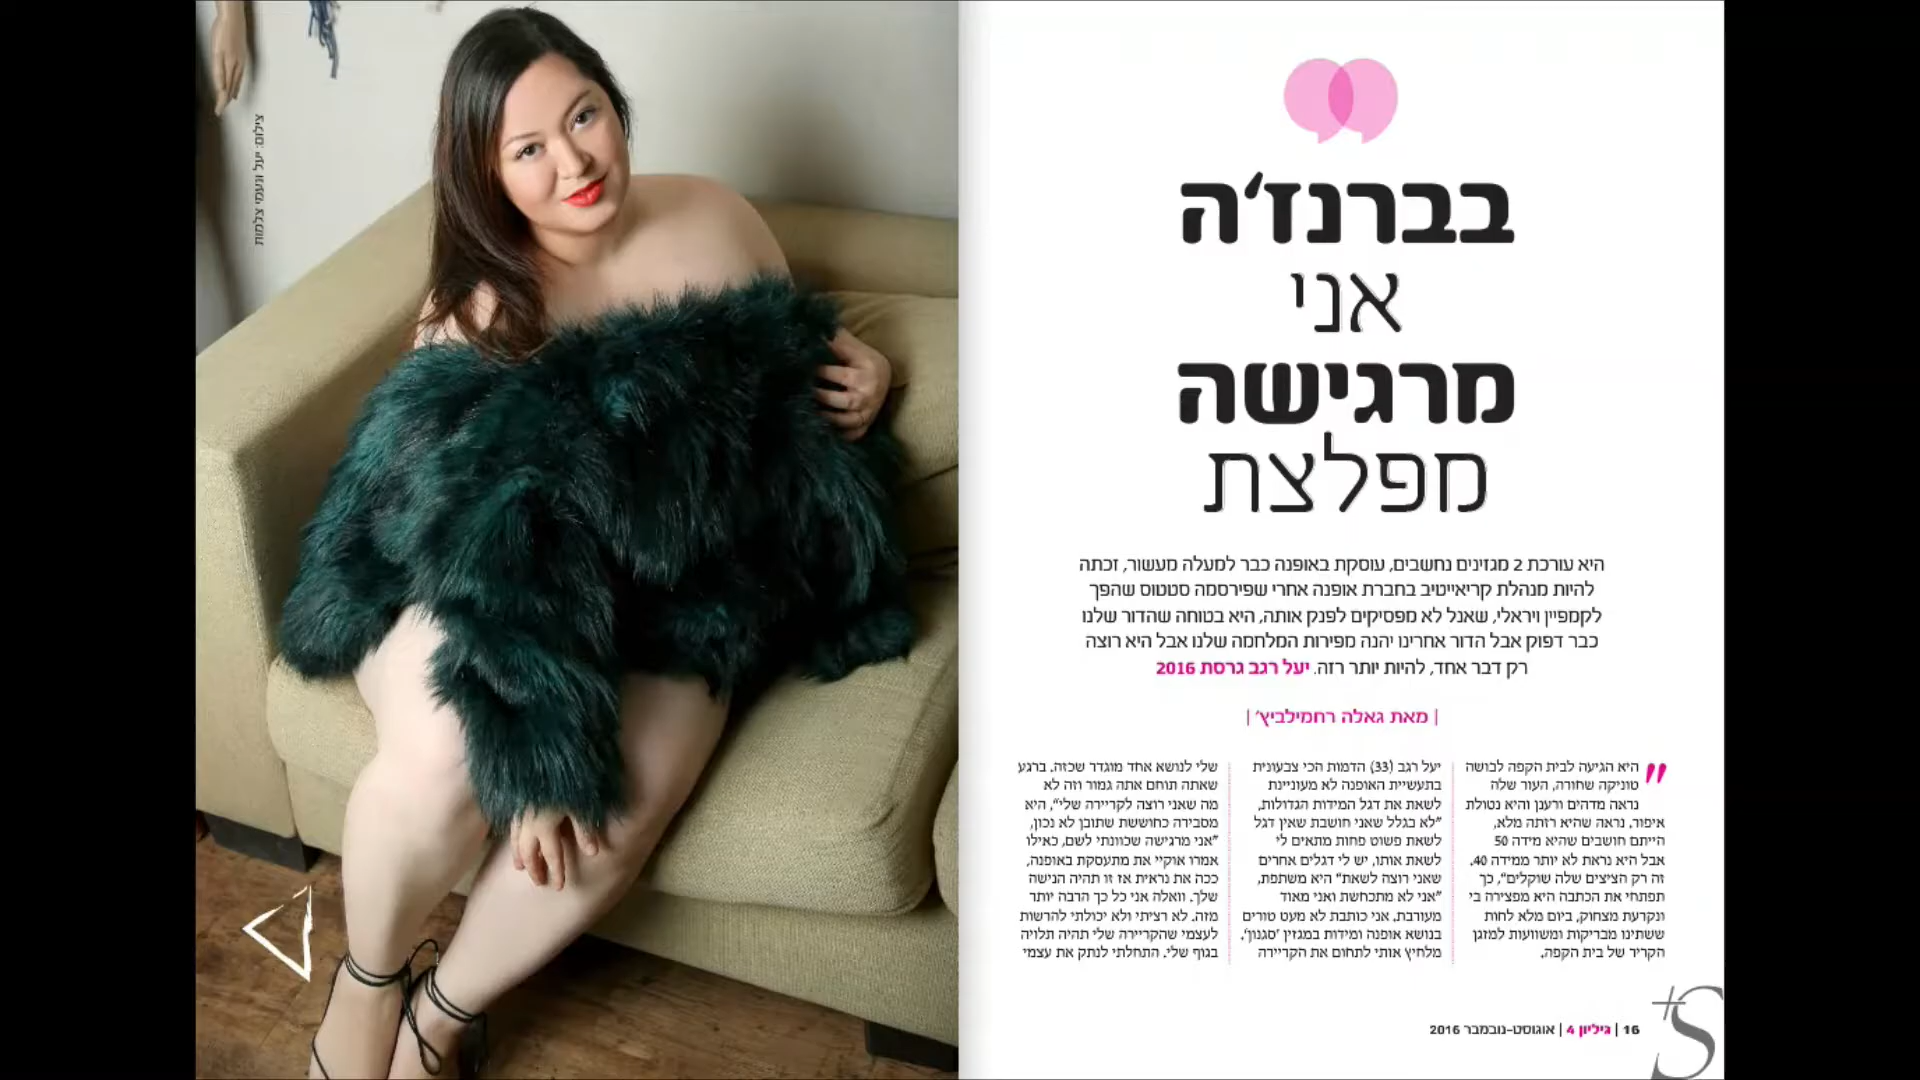 צילום: יעל ונעמי צלמות
בברנז'ה
אני
מרגישה
מפלצת
היא עורכת 2 מגזינים נחשבים, עוסקת באופנה כבר למעלה מעשור, זכתה
להיות מנהלת קריאייטיב בחברת אופנה אחרי שפירסמה סטטוס שהפך
לקמפיין ויראלי, שאנל לא מפסיקים לפנק אותה, היא בטוחה שהדור שלנו
כבר דפוק אבל הדור אחרינו יהנה מפירות המלחמה שלנו אבל היא רוצה
רק דבר אחד, להיות יותר רזה. יעל רגב גרסת 2016
| מאת גאלה רחמילביץ' |
"היא הגיעה לבית הקפה לבושה
טוניקה שחורה, העור שלה
נראה מדהים ורענן והיא נטולת
איפור. נראה שהיא רזתה מלא,
הייתם חושבים שהיא מידה 50
אבל היא נראת לא יותר ממידה 40.
זה רק הציצים שלה שוקלים", כך
תפתחי את הכתבה היא מפצירה בי
ונקרעת מצחוק, ביום מלא לחות
ששתינו מבריקות ומשוועות למזגן
הקריר של בית הקפה.
יעל רגב (33) הדמות הכי צבעונית
בתעשיית האופנה לא מעוניינת
לשאת את דגל המידות הגדולות,
"לא בגלל שאני חושבת שאין דגל
לשאת פשוט פחות מתאים לי
לשאת אותו, יש לי דגלים אחרים
שאני רוצה לשאת" היא משתפת,
"אני לא מתכחשת ואני מאוד
מעורבת. אני כותבת לא מעט טורים
בנושא אופנה ומידות במגזין 'סגנון'.
מלחיץ אותי לתחום את הקריירה
שלי לנושא אחד מוגדר שכזה. ברגע
שאתה תוחם אתה גמור וזה לא
מה שאני רוצה לקריירה שלי", היא
מסבירה כחוששת שתובן לא נכון,
"אני מרגישה שכוונתי לשם, כאילו
אמרו אוקיי את מתעסקת באופנה,
ככה את נראית אז זו תהיה הנישה
שלך. וואלה אני כל כך הרבה יותר
מזה. לא רציתי ולא יכולתי להרשות
לעצמי שהקריירה שלי תהיה תלויה
בגוף שלי. התחלתי לנתק את עצמי
16 | גיליון 4 | אוגוסט-נובמבר 2016
S+